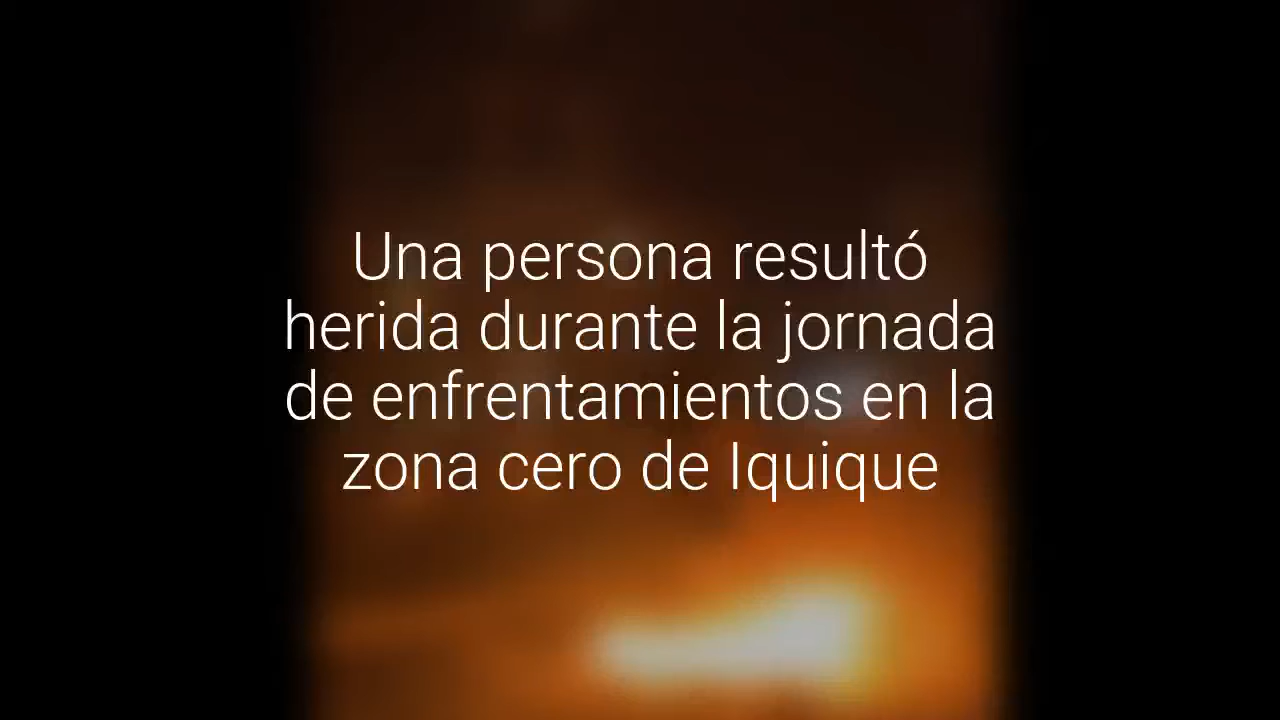 Una persona resultó
herida durante la jornada
de enfrentamientos en la
zona cero de Iquique